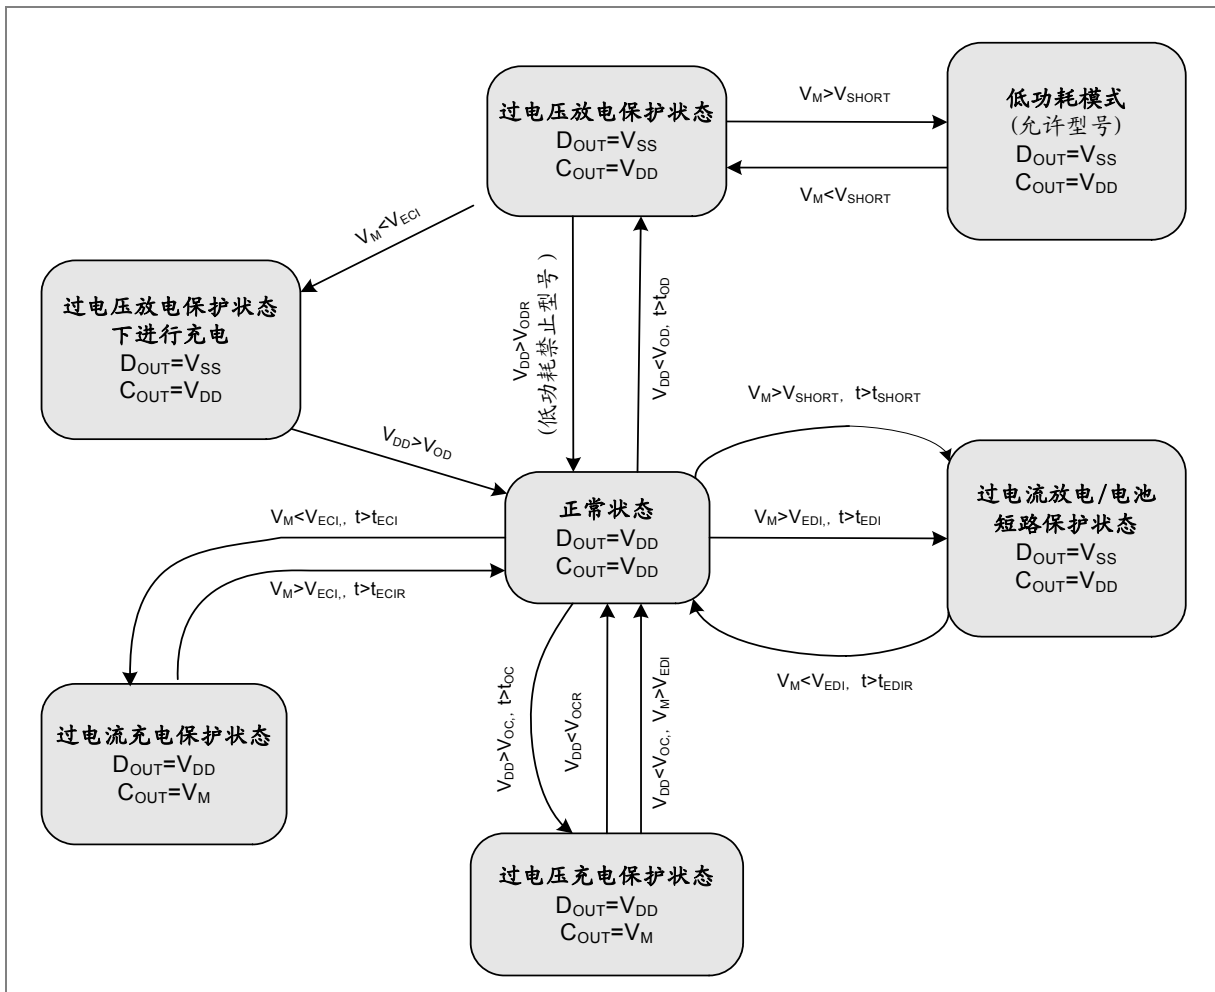 过电压放电保护状态
DOUT=VSS
COUT=VDD
VM>VSHORT
VM<VSHORT
低功耗模式
(允许型号)
DOUT=VSS
COUT=VDD
VM<VECI
过电压放电保护状态
下进行充电
DOUT=VSS
COUT=VDD
VDD>VODR
(低功耗禁止型号)
VDD<VOD, t>tOD
VDD>VOD
VM>VSHORT, t>tSHORT
正常状态
DOUT=VDD
COUT=VDD
VM>VEDI,, t>tEDI
过电流放电/电池
短路保护状态
DOUT=VSS
COUT=VDD
VM<VECI,, t>tECI
VM>VECI,, t>tECIR
VM<VEDI, t>tEDIR
VDD>VOC,, t>tOC
VDD<VOCR
VDD<VOC,, VM>VEDI
过电流充电保护状态
DOUT=VDD
COUT=VM
过电压充电保护状态
DOUT=VDD
COUT=VM